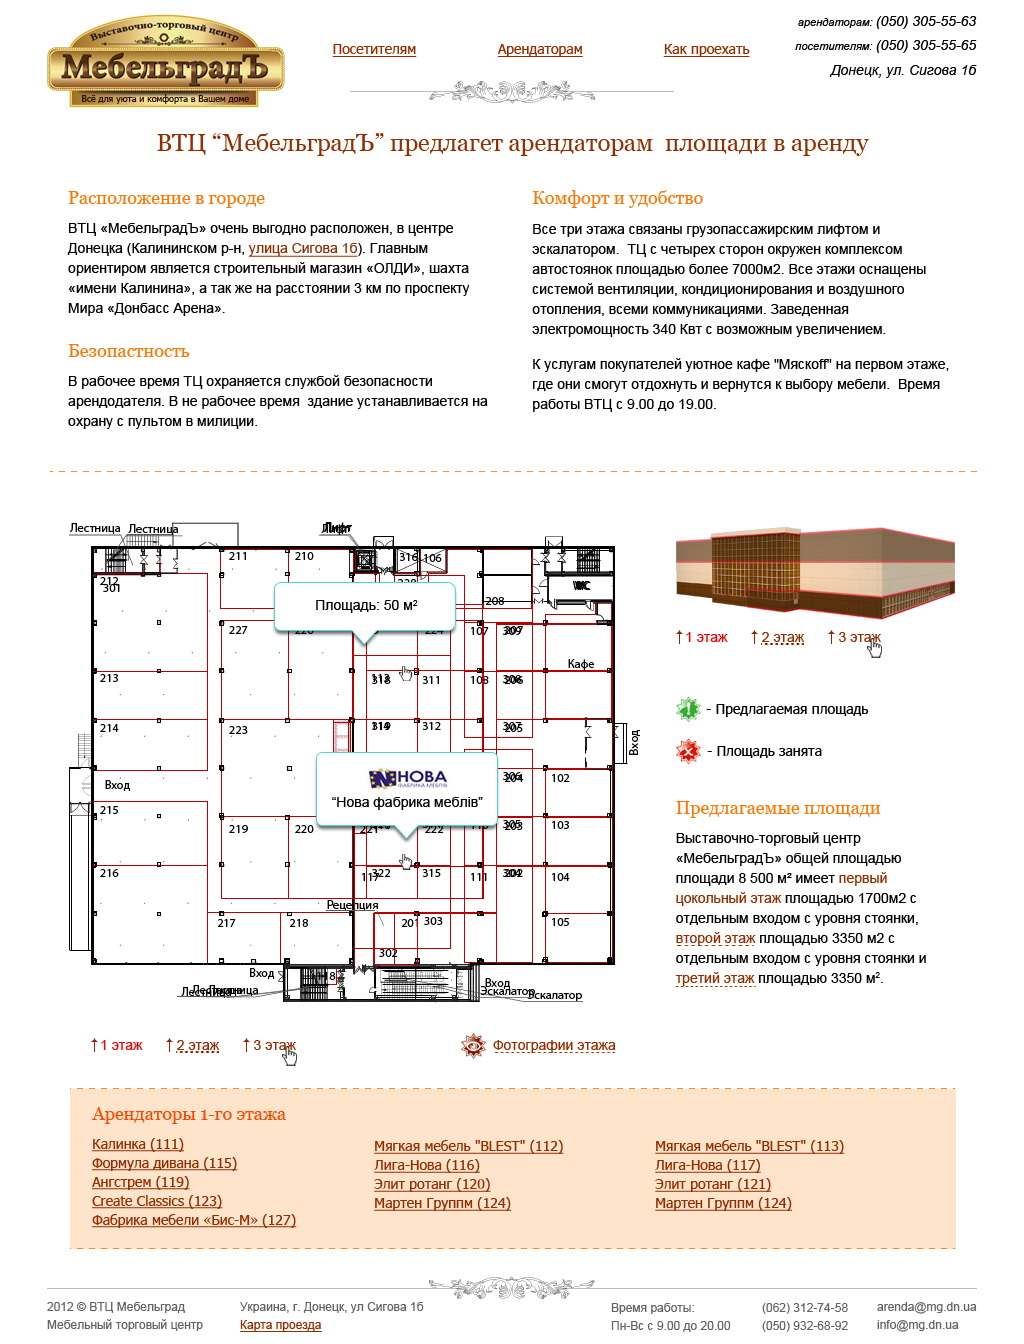 Выставочно-торговый центр
МебельградЪ
Всё для уюта и комфорта в Вашем доме
Посетителям
Арендаторам
Как проехать
арендаторам: (050) 305-55-63
посетителям: (050) 305-55-65
Донецк, ул. Сигова 1б
ВТЦ “МебельградЪ” предлагет арендаторам площади в аренду
Расположение в городе
ВТЦ «МебельградЪ» очень выгодно расположен, в центре
Донецка (Калининском р-н, улица Сигова 1б). Главным
ориентиром является строительный магазин «ОЛДИ», шахта
«имени Калинина», а так же на расстоянии 3 км по проспекту
Мира «Донбасс Арена».
Безопастность
В рабочее время ТЦ охраняется службой безопасности
арендодателя. В не рабочее время здание устанавливается на
охрану с пультом в милиции.
Комфорт и удобство
Все три этажа связаны грузопассажирским лифтом и
эскалатором. ТЦ с четырех сторон окружен комплексом
автостоянок площадью более 7000м2. Все этажи оснащены
системой вентиляции, кондиционирования и воздушного
отопления, всеми коммуникациями. Заведенная
электромощность 340 Квт с возможным увеличением.
К услугам покупателей уютное кафе "Мяскоff" на первом этаже,
где они смогут отдохнуть и вернутся к выбору мебели. Время
работы ВТЦ с 9.00 до 19.00.
Лестница
Лестница
Лифт
211
210
316
106
212
301
208
WC
Площадь: 50 м²
227
107
Кафе
213
311
108
214
223
312
Вход
Вход
НОВА
ФАБРИКА МЕБЛІВ
“Нова фабрика меблів”
102
215
219
220
222
103
216
322
315
111
104
Рецепция
217
218
201
303
105
302
Вход
Вход
Лестница
Эскалатор
Эскалатор
1 этаж
2 этаж
3 этаж
Фотографии этажа
1 этаж
2 этаж
3 этаж
- Предлагаемая площадь
- Площадь занята
Предлагаемые площади
Выставочно-торговый центр
«МебельградЪ» общей площадью
площади 8 500 м² имеет первый
цокольный этаж площадью 1700м2 с
отдельным входом с уровня стоянки,
второй этаж площадью 3350 м2 с
отдельным входом с уровня стоянки и
третий этаж площадью 3350 м².
Арендаторы 1-го этажа
Калинка (111)
Формула дивана (115)
Ангстрем (119)
Create Classics (123)
Фабрика мебели «Бис-М» (127)
Мягкая мебель "BLEST" (112)
Лига-Нова (116)
Элит ротанг (120)
Мартен Группм (124)
Мягкая мебель "BLEST" (113)
Лига-Нова (117)
Элит ротанг (121)
Мартен Группм (124)
2012 © ВТЦ Мебельград
Мебельный торговый центр
Украина, г. Донецк, ул Сигова 1б
Карта проезда
Время работы:
Пн-Вс с 9.00 до 20.00
(062) 312-74-58
(050) 932-68-92
arenda@mg.dn.ua
info@mg.dn.ua